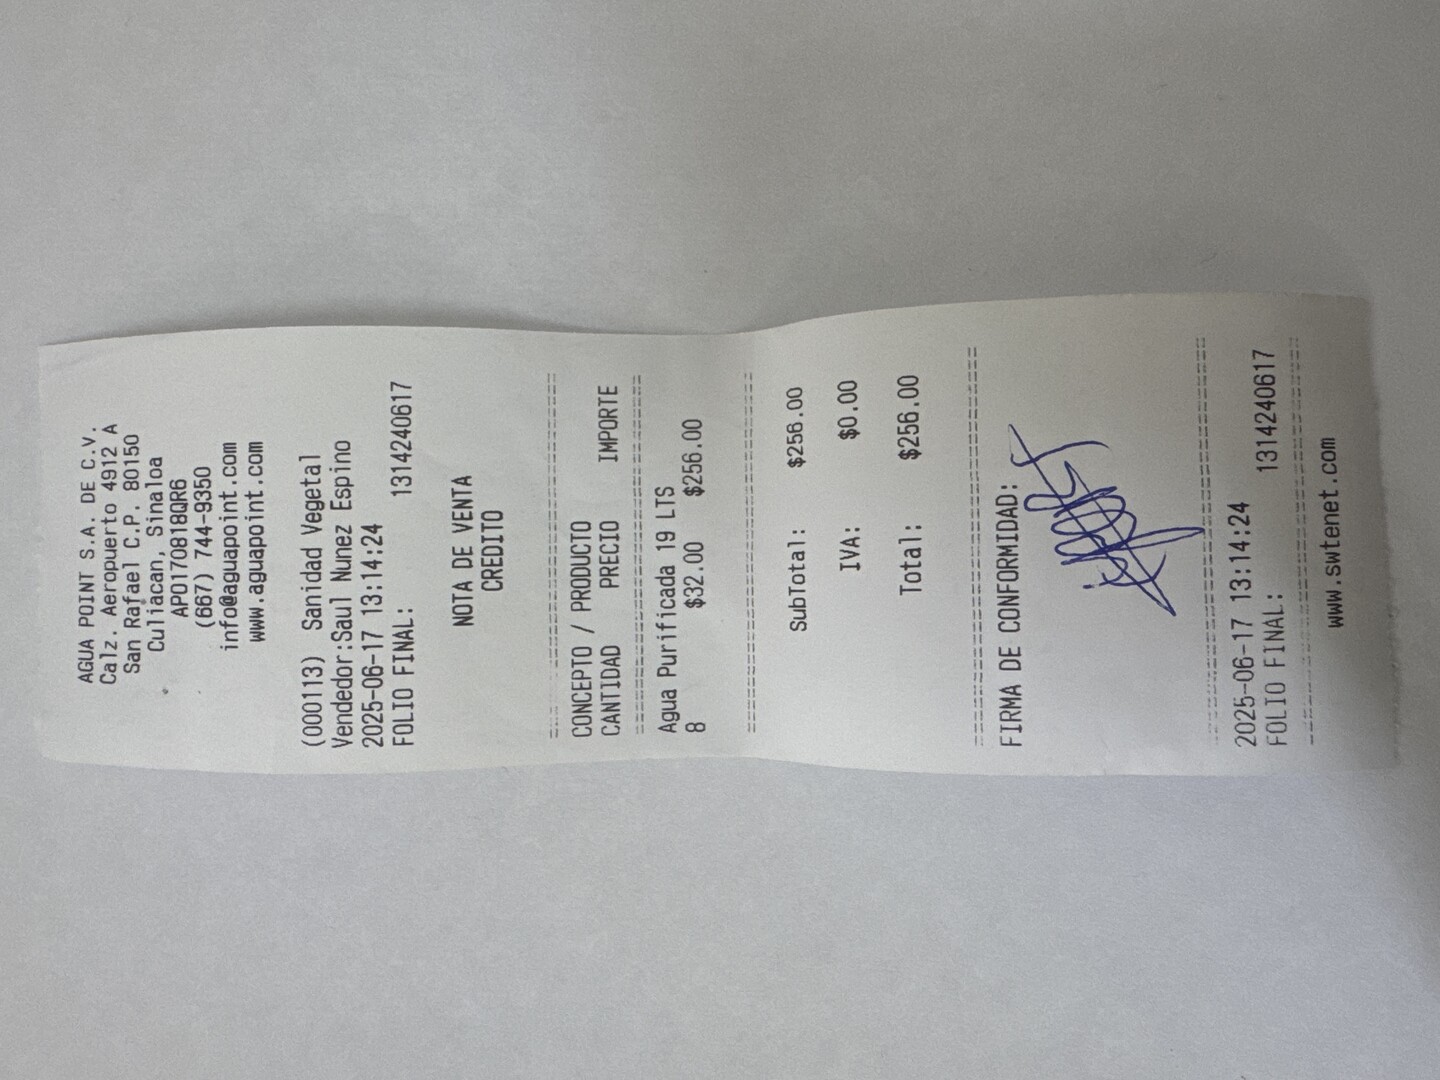 AGUA POINT S.A. DE C.V.
Calz. Aeropuerto 4912 A
San Rafael C.P. 80150
Culiacan, Sinaloa
APO170818QR6
(667) 744-9350
info@aguapoint.com
www.aguapoint.com
(000113) Sanidad Vegetal
Vendedor:Saul Nunez Espino
2025-06-17 13:14:24
FOLIO FINAL: 1314240617
NOTA DE VENTA
CREDITO
CONCEPTO / PRODUCTO
CANTIDAD PRECIO IMPORTE
Agua Purificada 19 LTS
8 $32.00 $256.00
SubTotal: $256.00
IVA: $0.00
Total: $256.00
FIRMA DE CONFORMIDAD:
2025-06-17 13:14:24
FOLIO FINAL: 1314240617
www.swtenet.com